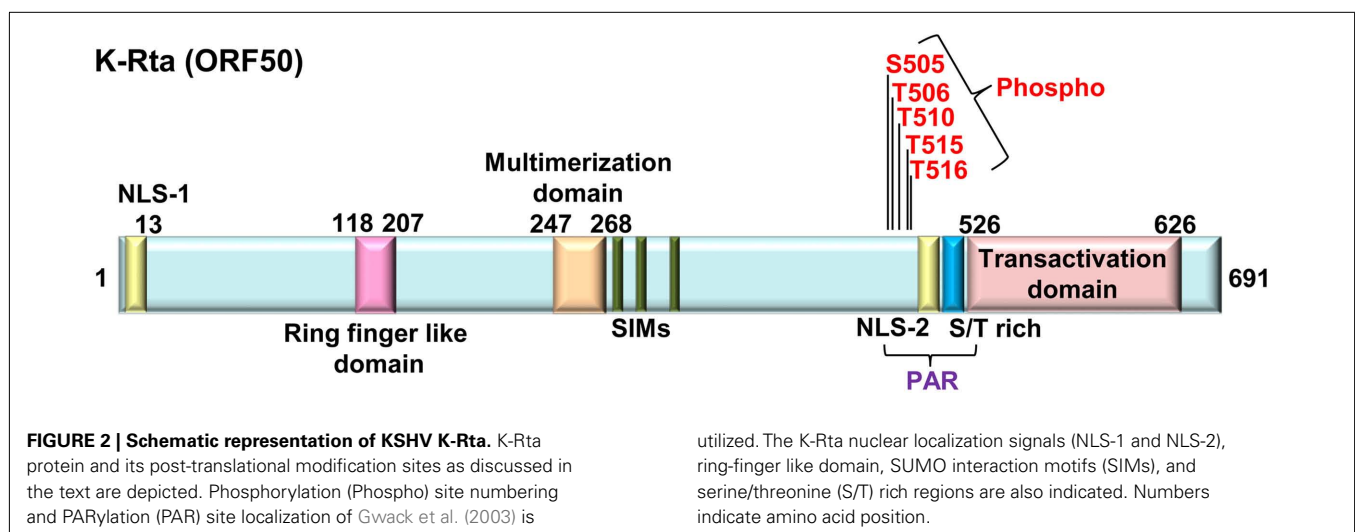 K-Rta (ORF50)
S505
T506
T510
T515
T516
Phospho
Multimerization
domain
NLS-1
13
118 207
247 268
526
626
1
Transactivation
domain
691
Ring finger like
domain
SIMs
NLS-2 S/T rich
PAR
FIGURE 2 | Schematic representation of KSHV K-Rta. K-Rta
protein and its post-translational modification sites as discussed in
the text are depicted. Phosphorylation (Phospho) site numbering
and PARylation (PAR) site localization of Gwack et al. (2003) is
utilized. The K-Rta nuclear localization signals (NLS-1 and NLS-2),
ring-finger like domain, SUMO interaction motifs (SIMs), and
serine/threonine (S/T) rich regions are also indicated. Numbers
indicate amino acid position.